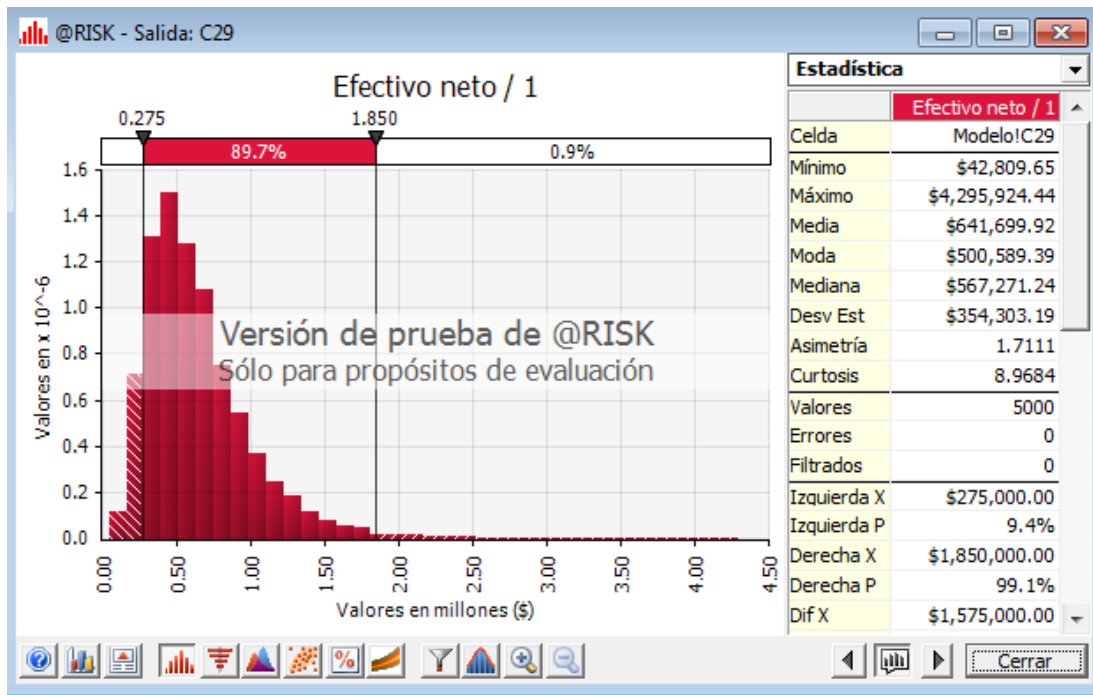 @RISK - Salida: C29
Efectivo neto / 1
0.275 1.850
89.7% 0.9%
1.6
1.4
1.2
1.0
0.8
0.6
0.4
0.2
0.0
Valores en x 10^-6
Versión de prueba de @RISK
Sólo para propósitos de evaluación
0.00 0.50 1.00 1.50 2.00 2.50 3.00 3.50 4.00 4.50
Valores en millones ($)
Estadística
Efectivo neto / 1
Celda Modelo!C29
Mínimo $42,809.65
Máximo $4,295,924.44
Media $641,699.92
Moda $500,589.39
Mediana $567,271.24
Desv Est $354,303.19
Asimetría 1.7111
Curtosis 8.9684
Valores 5000
Errores 0
Filtrados 0
Izquierda X $275,000.00
Izquierda P 9.4%
Derecha X $1,850,000.00
Derecha P 99.1%
Dif X $1,575,000.00
Cerrar